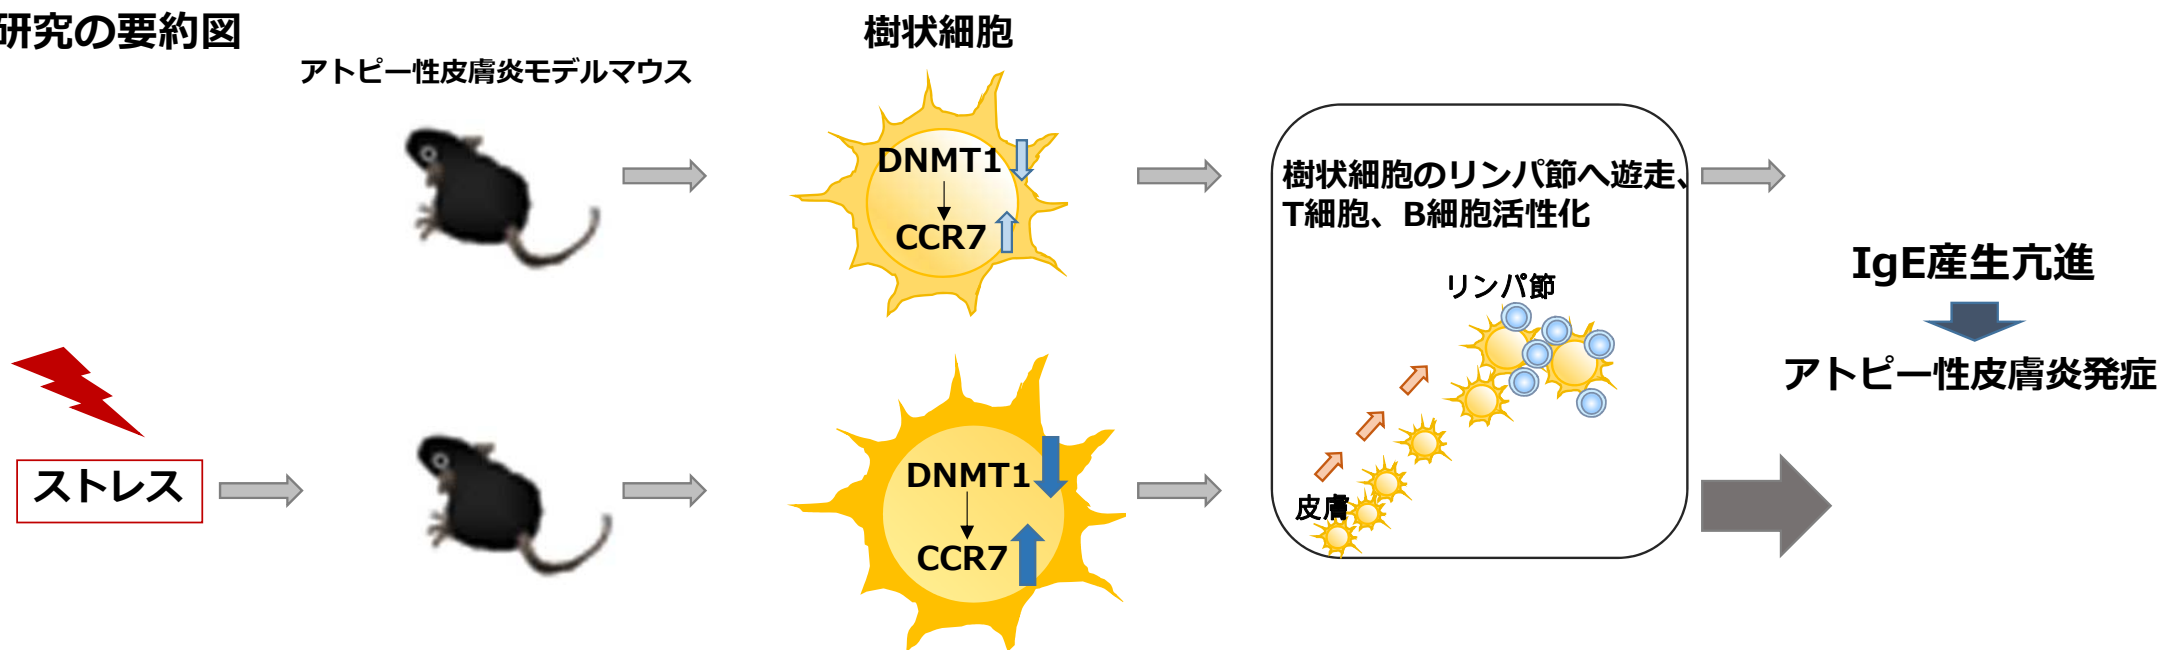 研究の要約図
アトピー性皮膚炎モデルマウス
樹状細胞
DNMT1
CCR7
樹状細胞のリンパ節へ遊走、
T細胞、B細胞活性化
リンパ節
皮膚
IgE産生亢進
アトピー性皮膚炎発症
ストレス
DNMT1
CCR7